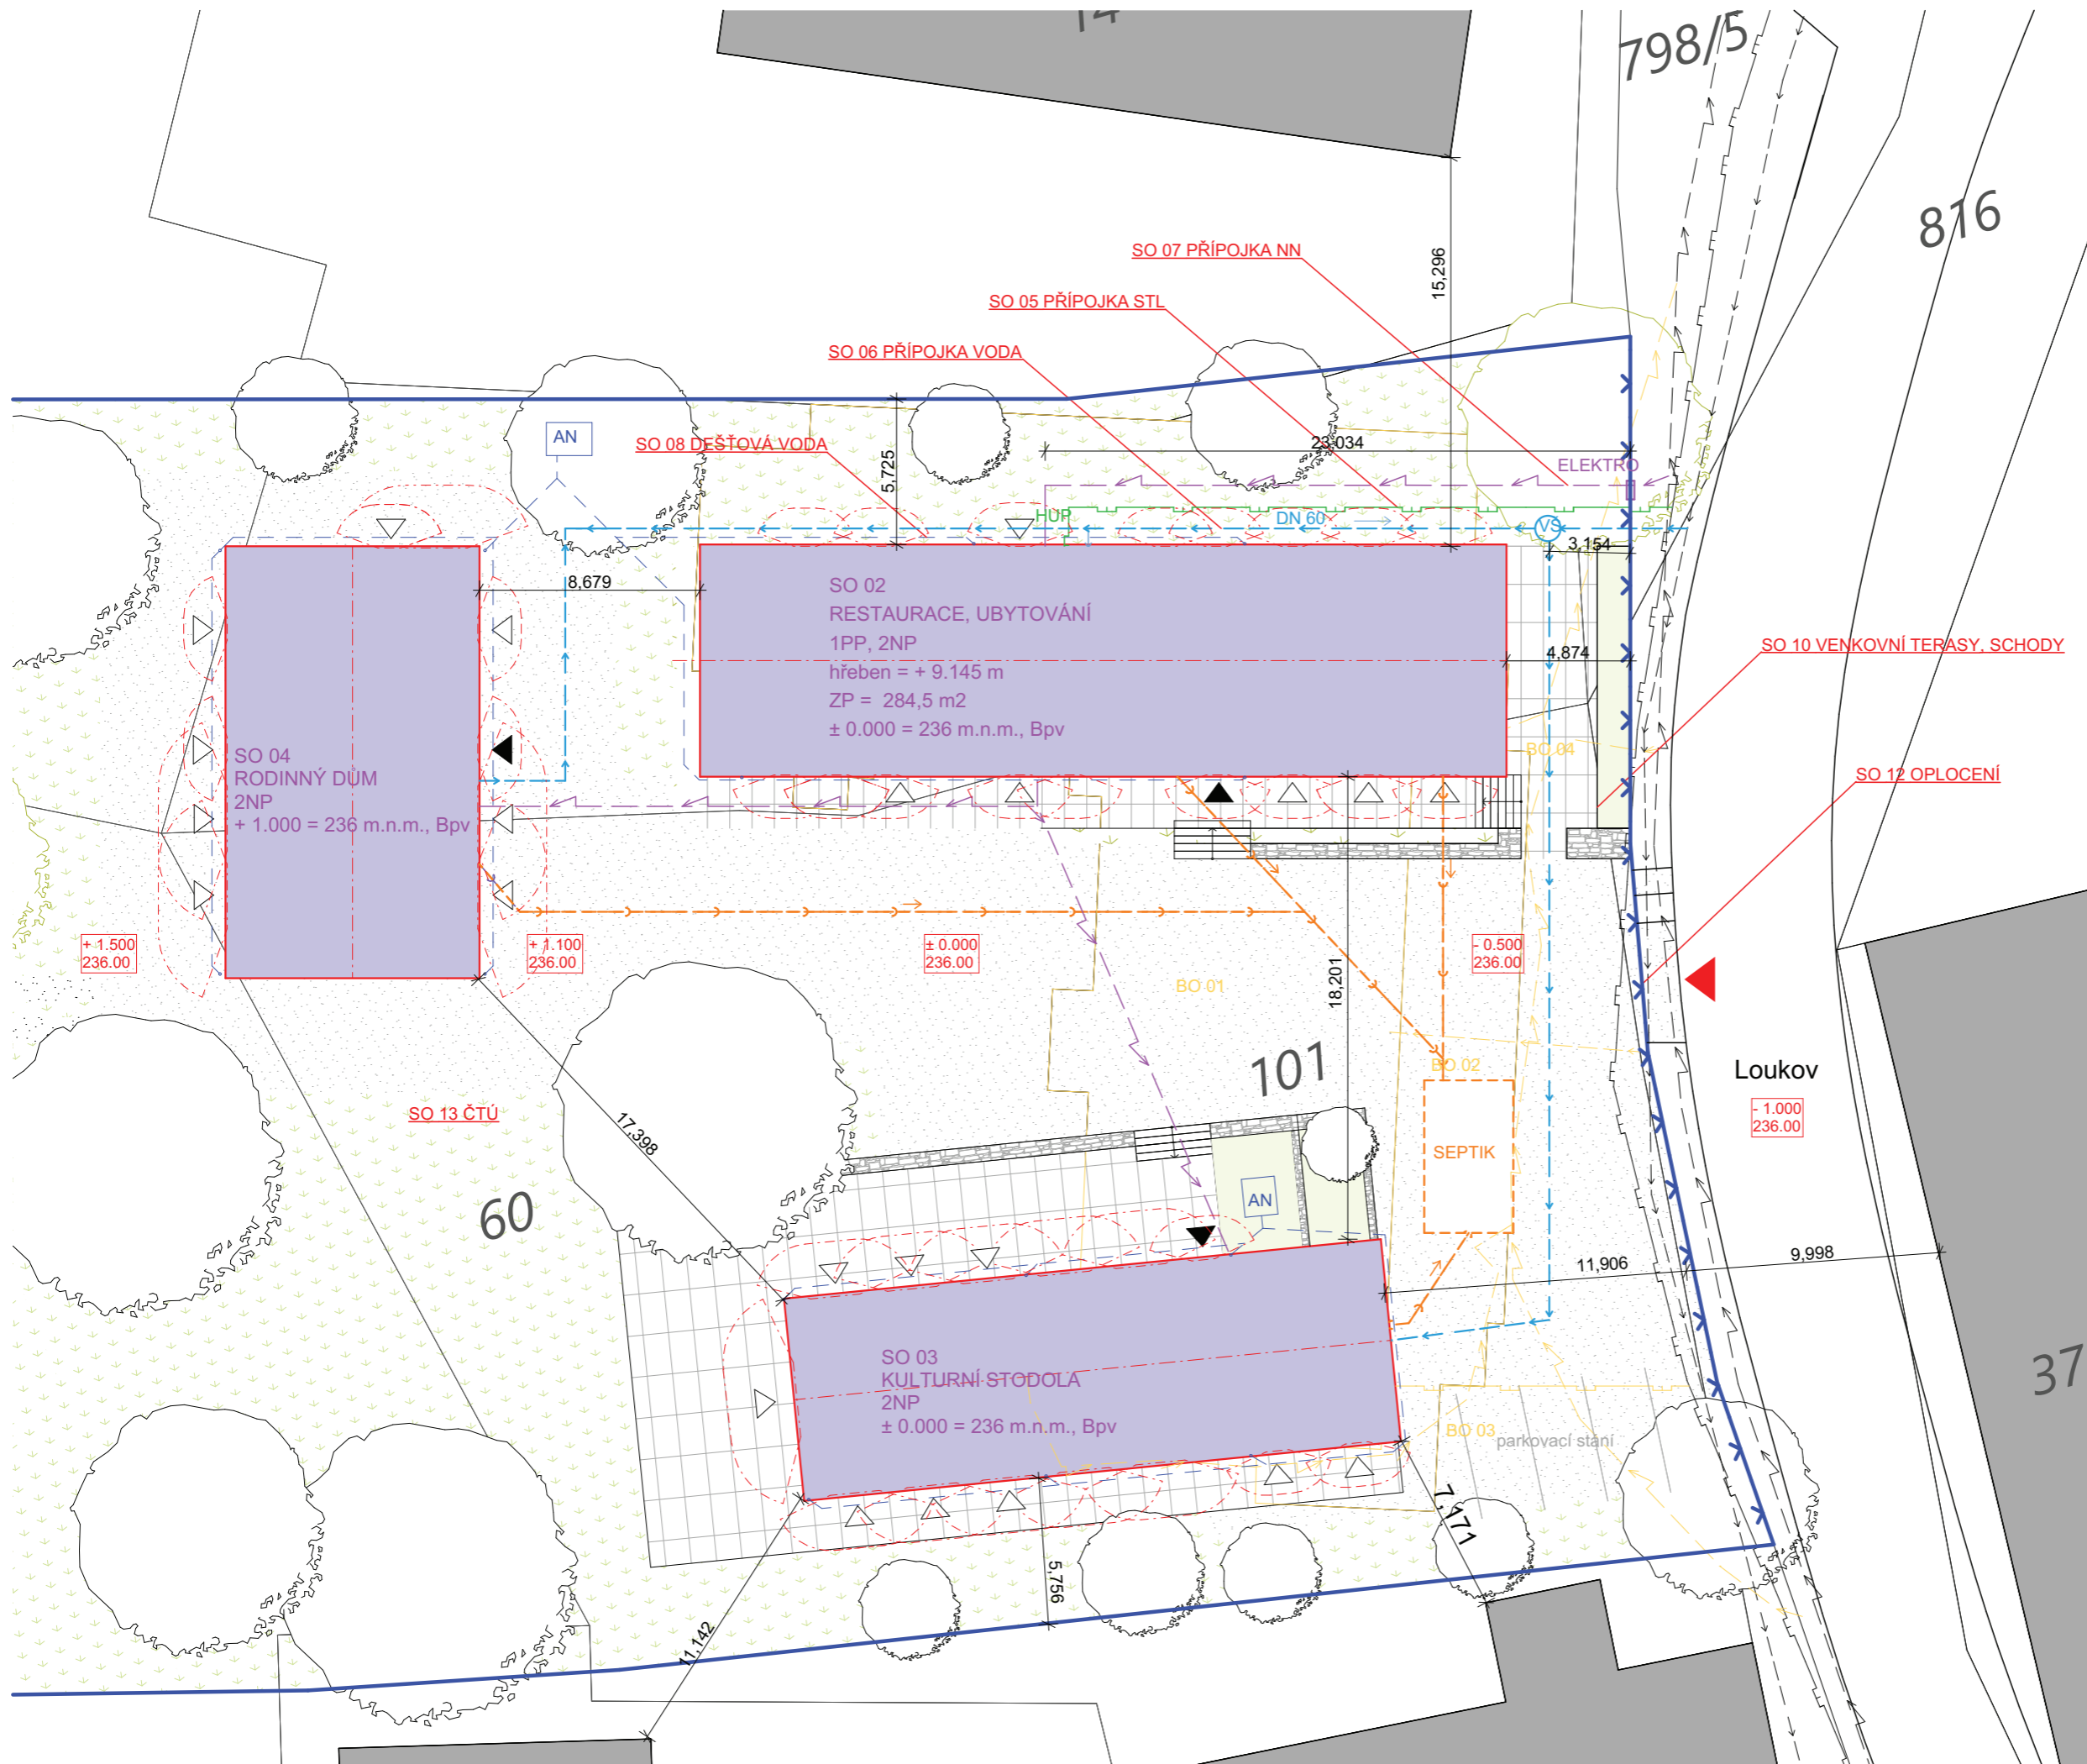 14
798/5
816
SO 07 PŘÍPOJKA NN
15,296
SO 05 PŘÍPOJKA STL
SO 06 PŘÍPOJKA VODA
AN
SO 08 DEŠŤOVÁ VODA
5,725
23,034
ELEKTRO
HUP
DN 60
VŠ
3,154
8,679
SO 02
RESTAURACE, UBYTOVÁNÍ
1PP, 2NP
hřeben = + 9.145 m
ZP = 284,5 m2
± 0.000 = 236 m.n.m., Bpv
4,874
SO 10 VENKOVNÍ TERASY, SCHODY
BO 04
SO 04
RODINNÝ DŮM
2NP
+ 1.000 = 236 m.n.m., Bpv
SO 12 OPLOCENÍ
+ 1.500
236.00
+ 1.100
236.00
± 0.000
236.00
- 0.500
236.00
BO 01
18,201
101
BO 02
Loukov
- 1.000
236.00
SO 13 ČTÚ
17,398
SEPTIK
60
AN
11,906
9,998
SO 03
KULTURNÍ STODOLA
2NP
± 0.000 = 236 m.n.m., Bpv
37
BO 03
parkovací stání
7,171
5,756
11,142